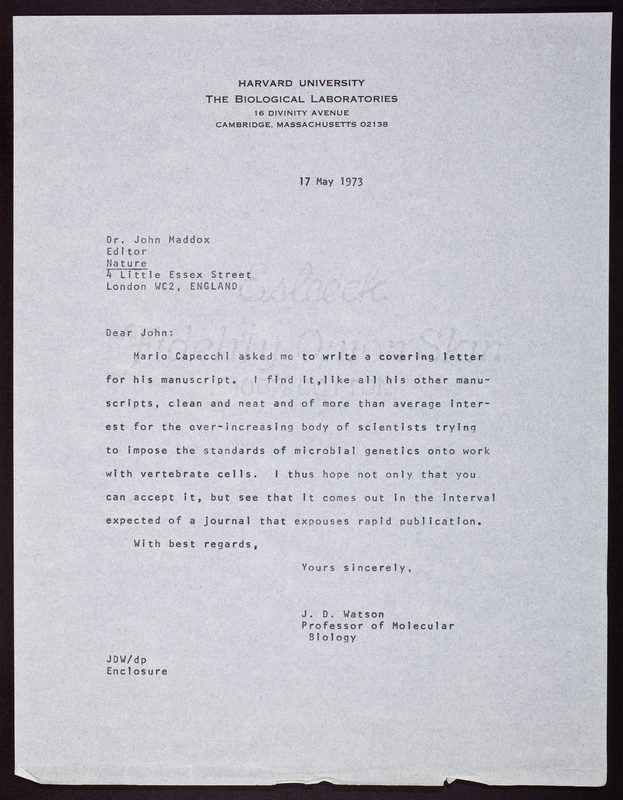 HARVARD UNIVERSITY
THE BIOLOGICAL LABORATORIES
16 DIVINITY AVENUE
CAMBRIDGE, MASSACHUSETTS 02138
17 May 1973
Dr. John Maddox
Editor
Nature
4 Little Essex Street
London WC2, ENGLAND
Dear John:
Mario Capecchi asked me to write a covering letter
for his manuscript. I find it,like all his other manu-
scripts, clean and neat and of more than average inter-
est for the ever-increasing body of scientists trying
to impose the standards of microbial genetics onto work
with vertebrate cells. I thus hope not only that you
can accept it, but see that it comes out in the interval
expected of a journal that expouses rapid publication.
With best regards,
Yours sincerely,
J. D. Watson
Professor of Molecular
Biology
JDW/dp
Enclosure